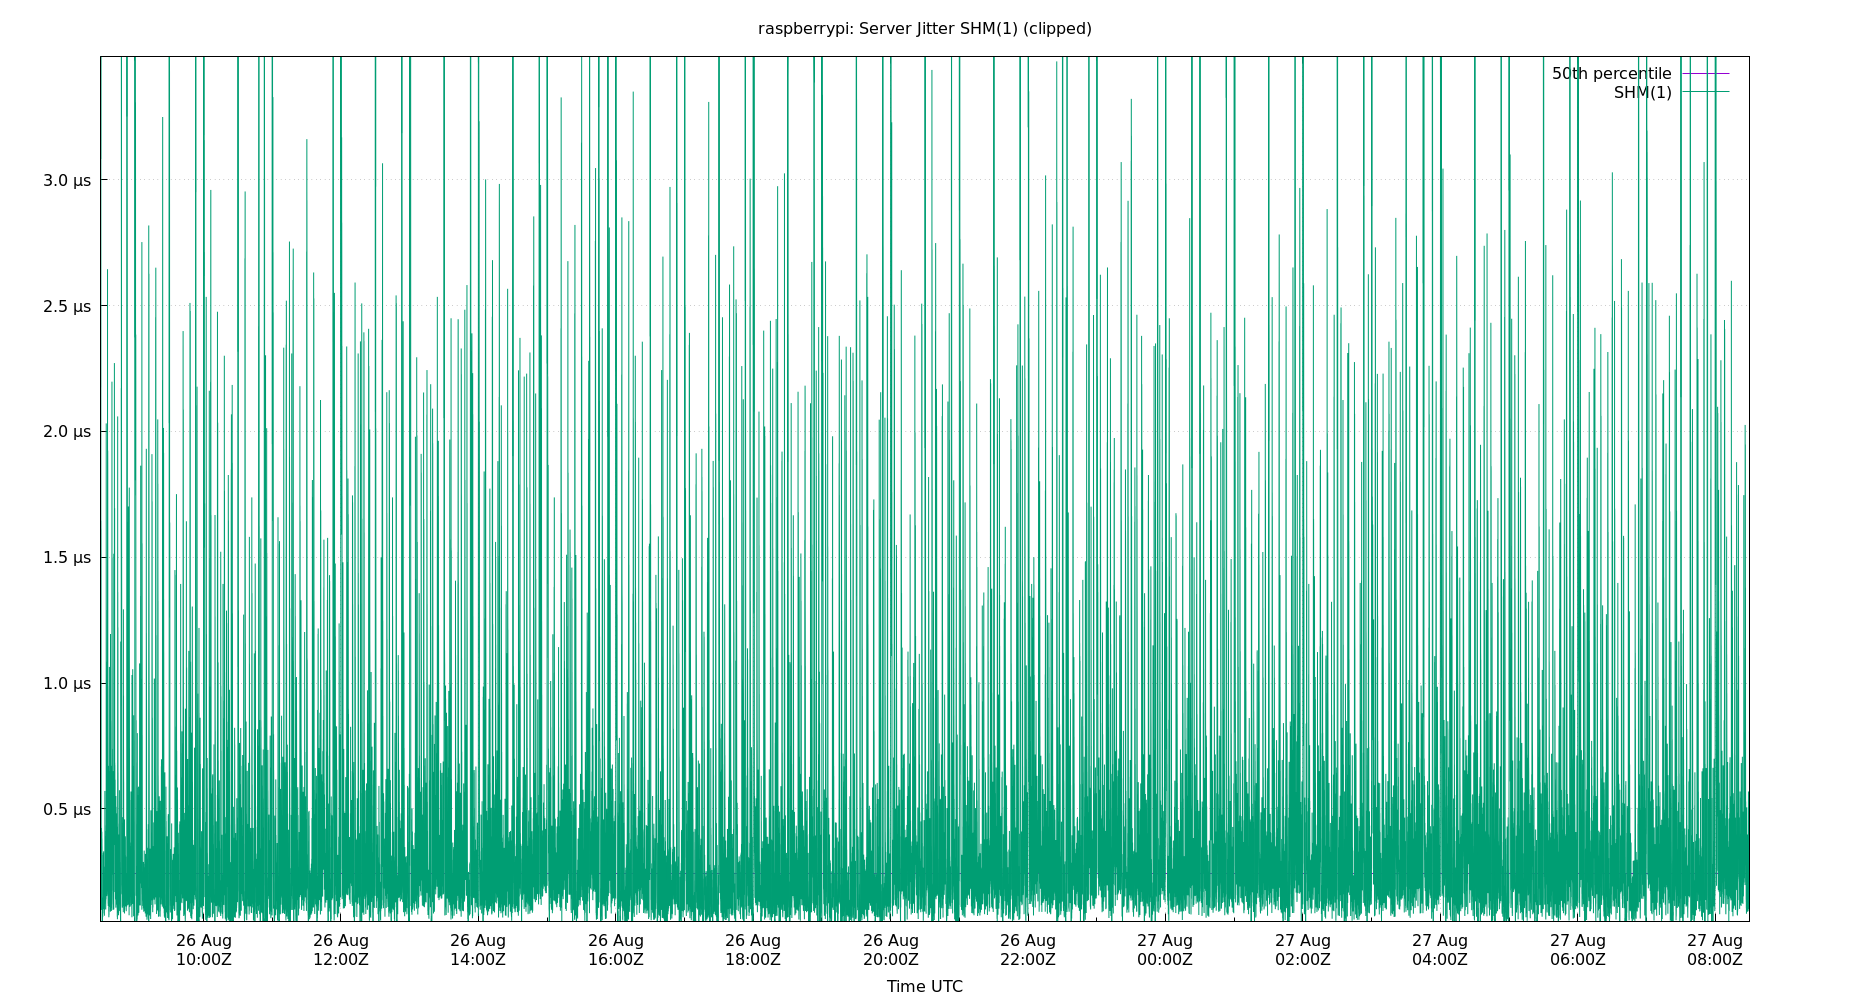 raspberrypi: Server Jitter SHM(1) (clipped)
50th percentile
SHM(1)
3.0 µs
2.5 µs
2.0 µs
1.5 µs
1.0 µs
0.5 µs
26 Aug 26 Aug 26 Aug 26 Aug 26 Aug 26 Aug 26 Aug 27 Aug 27 Aug 27 Aug 27 Aug 27 Aug
10:00Z 12:00Z 14:00Z 16:00Z 18:00Z 20:00Z 22:00Z 00:00Z 02:00Z 04:00Z 06:00Z 08:00Z
Time UTC